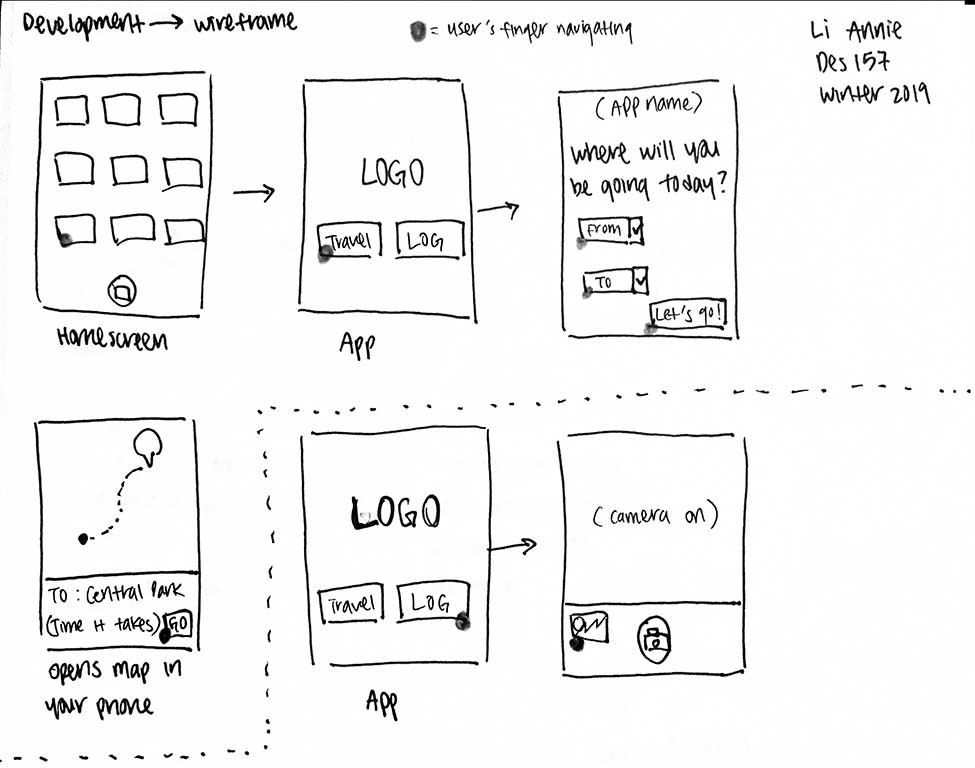 Development → wireframe
= user's finger navigating
Li Annie
Des 157
Winter 2019
Homescreen
LOGO
Travel
LOG
App
(App name)
where will you
be going today?
From
To
Let's go!
TO : Central Park
(Time it takes)
GO
opens map in
your phone
LOGO
Travel
LOG
App
(camera on)